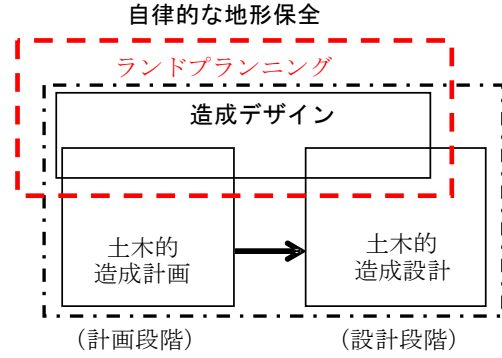 自律的な地形保全
ランドプランニング
造成デザイン
土木的
造成計画
土木的
造成設計
（計画段階）
（設計段階）